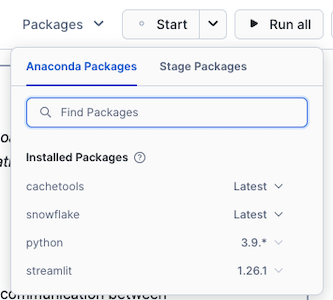 Packages Start Run all
Anaconda Packages Stage Packages
Find Packages
Installed Packages ?
cachetools Latest
snowflake Latest
python 3.9.*
streamlit 1.26.1
communication between